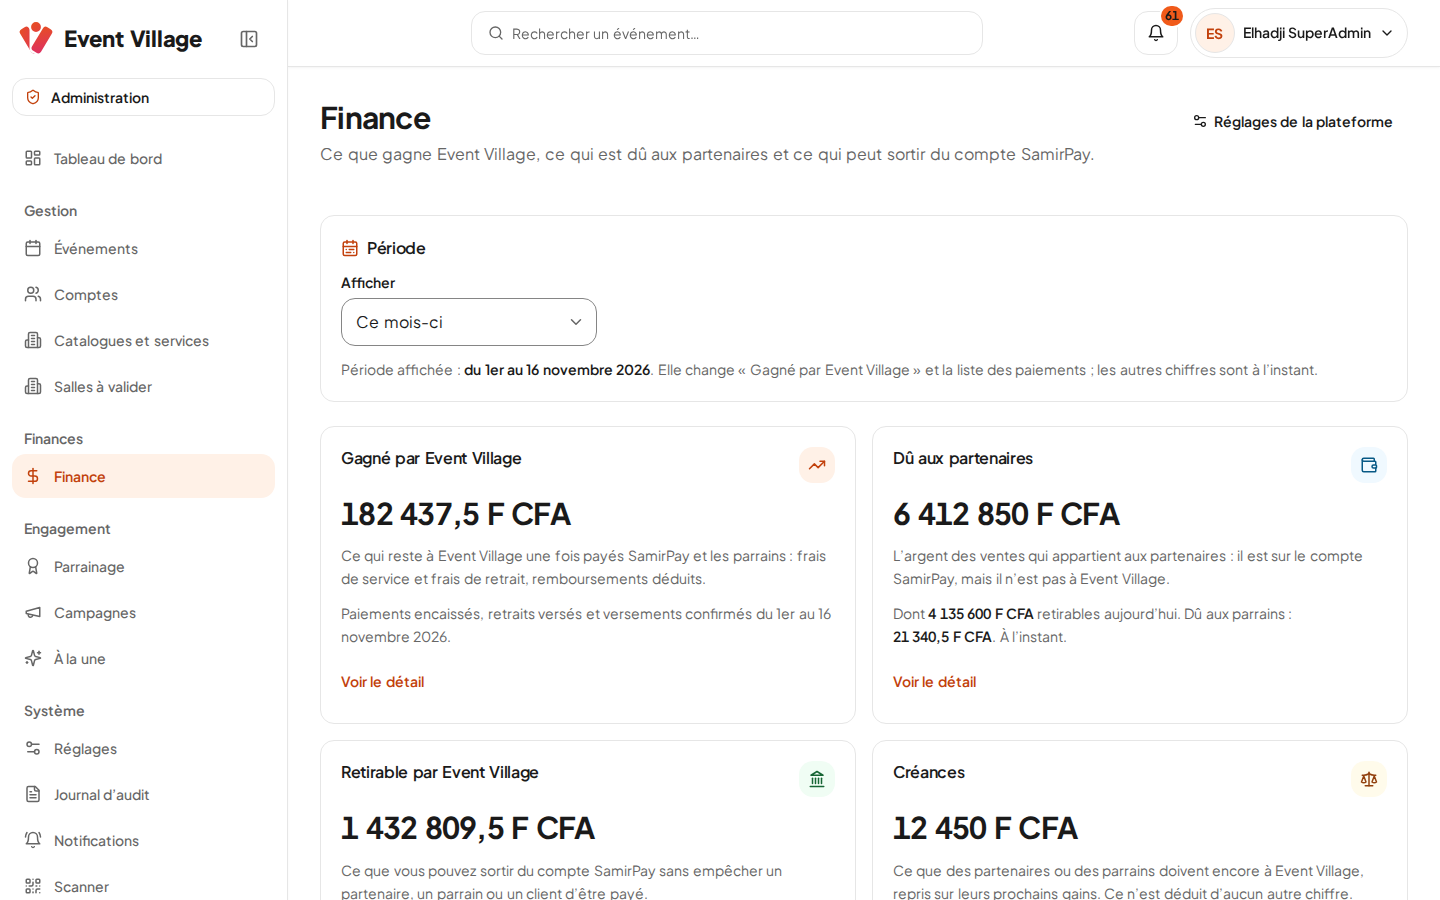 Event Village
Rechercher un événement...
61
ES
Elhadji SuperAdmin
Administration
Tableau de bord
Gestion
Événements
Comptes
Catalogues et services
Salles à valider
Finances
Finance
Engagement
Parrainage
Campagnes
À la une
Système
Réglages
Journal d'audit
Notifications
Scanner
Finance
Réglages de la plateforme
Ce que gagne Event Village, ce qui est dû aux partenaires et ce qui peut sortir du compte SamirPay.
Période
Afficher
Ce mois-ci
Période affichée : du 1er au 16 novembre 2026. Elle change « Gagné par Event Village » et la liste des paiements ; les autres chiffres sont à l'instant.
Gagné par Event Village
182 437,5 F CFA
Ce qui reste à Event Village une fois payés SamirPay et les parrains : frais
de service et frais de retrait, remboursements déduits.
Paiements encaissés, retraits versés et versements confirmés du 1er au 16
novembre 2026.
Voir le détail
Dû aux partenaires
6 412 850 F CFA
L'argent des ventes qui appartient aux partenaires : il est sur le compte
SamirPay, mais il n'est pas à Event Village.
Dont 4 135 600 F CFA retirables aujourd'hui. Dû aux parrains :
21 340,5 F CFA. À l'instant.
Voir le détail
Retirable par Event Village
1 432 809,5 F CFA
Ce que vous pouvez sortir du compte SamirPay sans empêcher un
partenaire, un parrain ou un client d'être payé.
Créances
12 450 F CFA
Ce que des partenaires ou des parrains doivent encore à Event Village,
repris sur leurs prochains gains. Ce n'est déduit d'aucun autre chiffre.